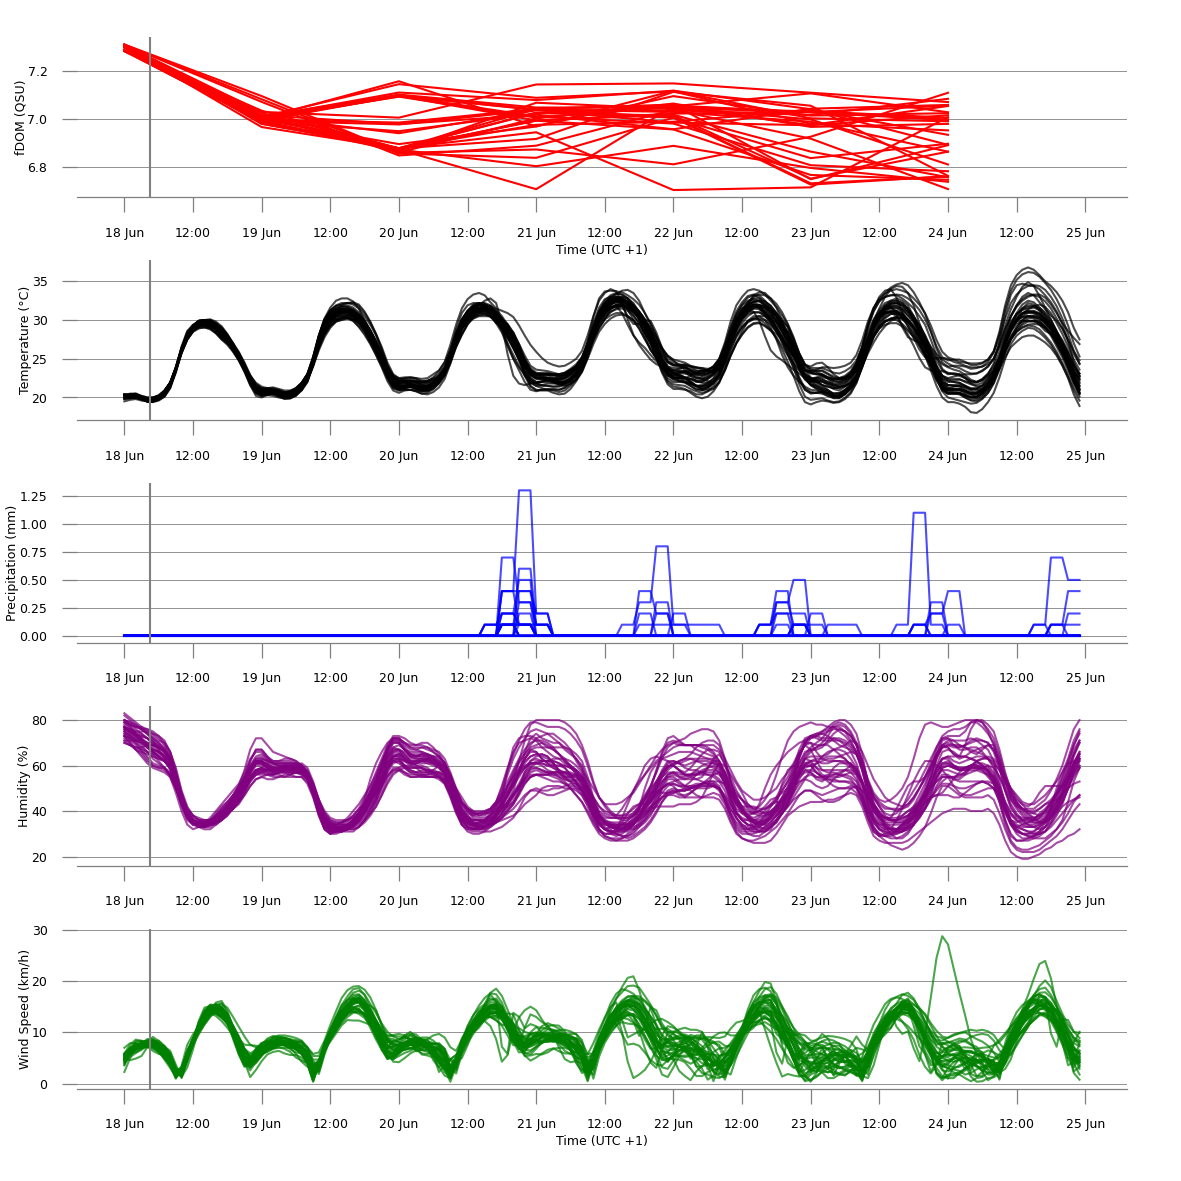 fDOM (QSU)
7.2
7.0
6.8
18 Jun 12:00 19 Jun 12:00 20 Jun 12:00 21 Jun 12:00 22 Jun 12:00 23 Jun 12:00 24 Jun 12:00 25 Jun
Time (UTC +1)
Temperature (°C)
35
30
25
20
18 Jun 12:00 19 Jun 12:00 20 Jun 12:00 21 Jun 12:00 22 Jun 12:00 23 Jun 12:00 24 Jun 12:00 25 Jun
Precipitation (mm)
1.25
1.00
0.75
0.50
0.25
0.00
18 Jun 12:00 19 Jun 12:00 20 Jun 12:00 21 Jun 12:00 22 Jun 12:00 23 Jun 12:00 24 Jun 12:00 25 Jun
Humidity (%)
80
60
40
20
18 Jun 12:00 19 Jun 12:00 20 Jun 12:00 21 Jun 12:00 22 Jun 12:00 23 Jun 12:00 24 Jun 12:00 25 Jun
Wind Speed (km/h)
30
20
10
0
18 Jun 12:00 19 Jun 12:00 20 Jun 12:00 21 Jun 12:00 22 Jun 12:00 23 Jun 12:00 24 Jun 12:00 25 Jun
Time (UTC +1)